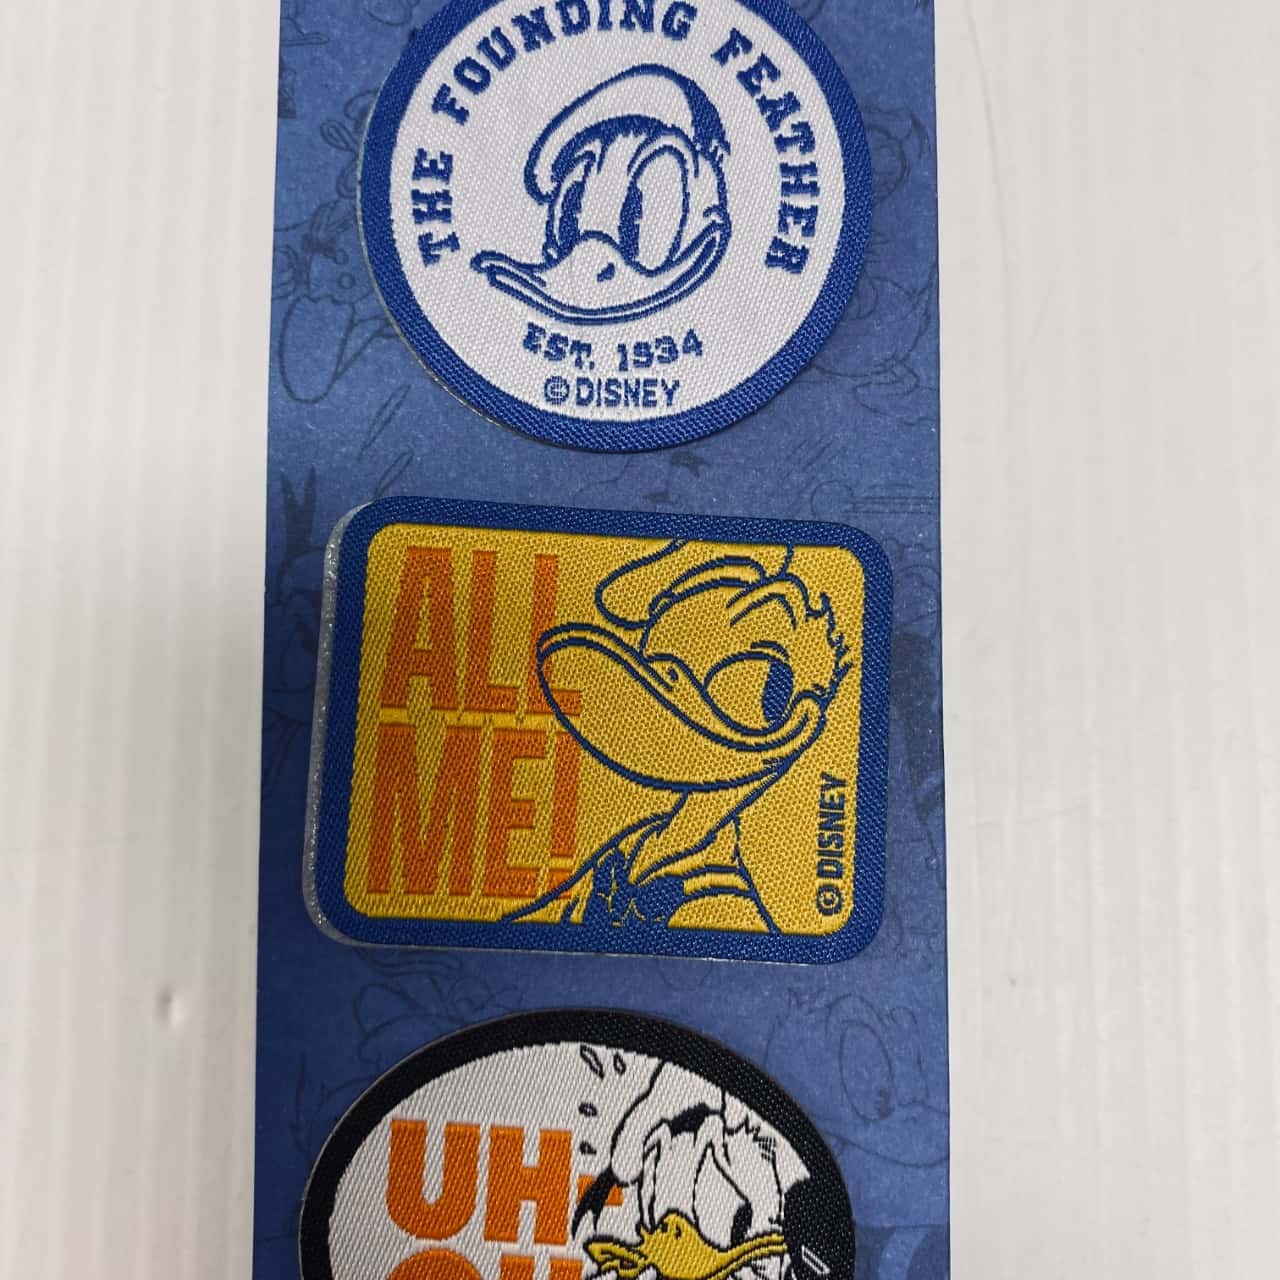 THE FOUNDING FEATHER
EST. 1934
©DISNEY
ALL
ME!
©DISNEY
UH-